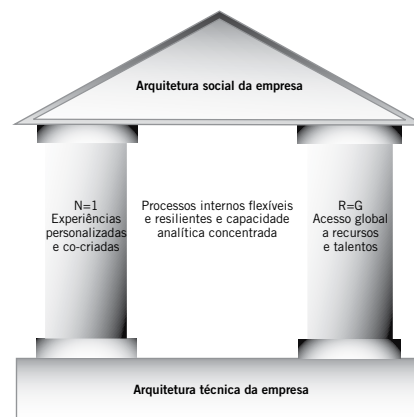 Arquitetura social da empresa
N=1
Experiências
personalizadas
e co-criadas
Processos internos flexíveis
e resilientes e capacidade
analítica concentrada
R=G
Acesso global
a recursos
e talentos
Arquitetura técnica da empresa